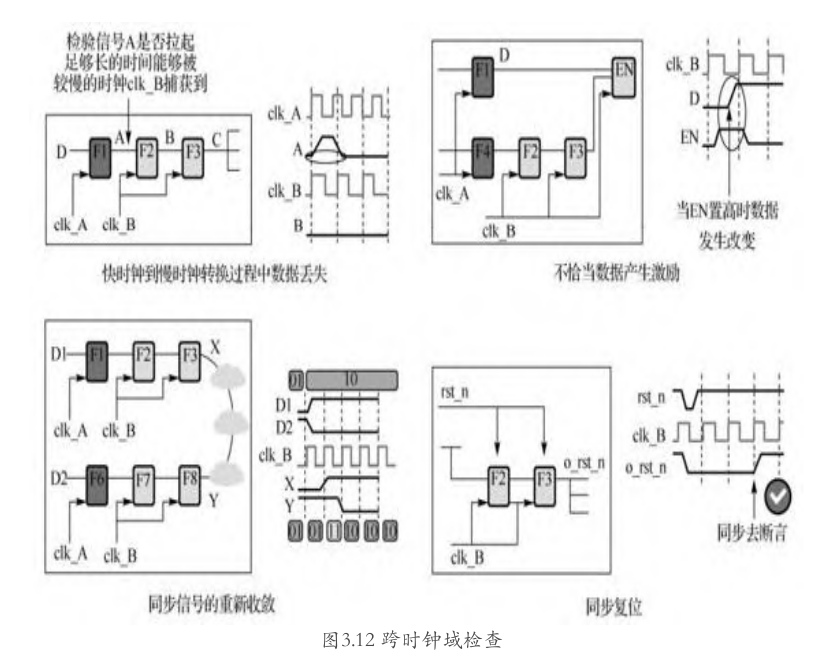 检验信号A是否拉起
足够长的时间能够被
较慢的时钟clk_B捕获到
D F1 A F2 B F3 C
clk_A clk_B
clk_A
A
clk_B
B
快时钟到慢时钟转换过程中数据丢失
D
F1 EN
F4 F2 F3
clk_A
clk_B
clk_B
D
EN
当EN置高时数据
发生改变
不恰当数据产生激励
D1 F1 F2 F3 X
clk_A clk_B
D2 F6 F7 F8
Y
clk_A clk_B
01 10
D1
D2
clk_B
X
Y
01 01 11 10 10 10
同步信号的重新收敛
rst_n
o_rst_n
F2 F3
clk_B
rst_n
clk_B
o_rst_n
同步去断言
同步复位
图3.12 跨时钟域检查